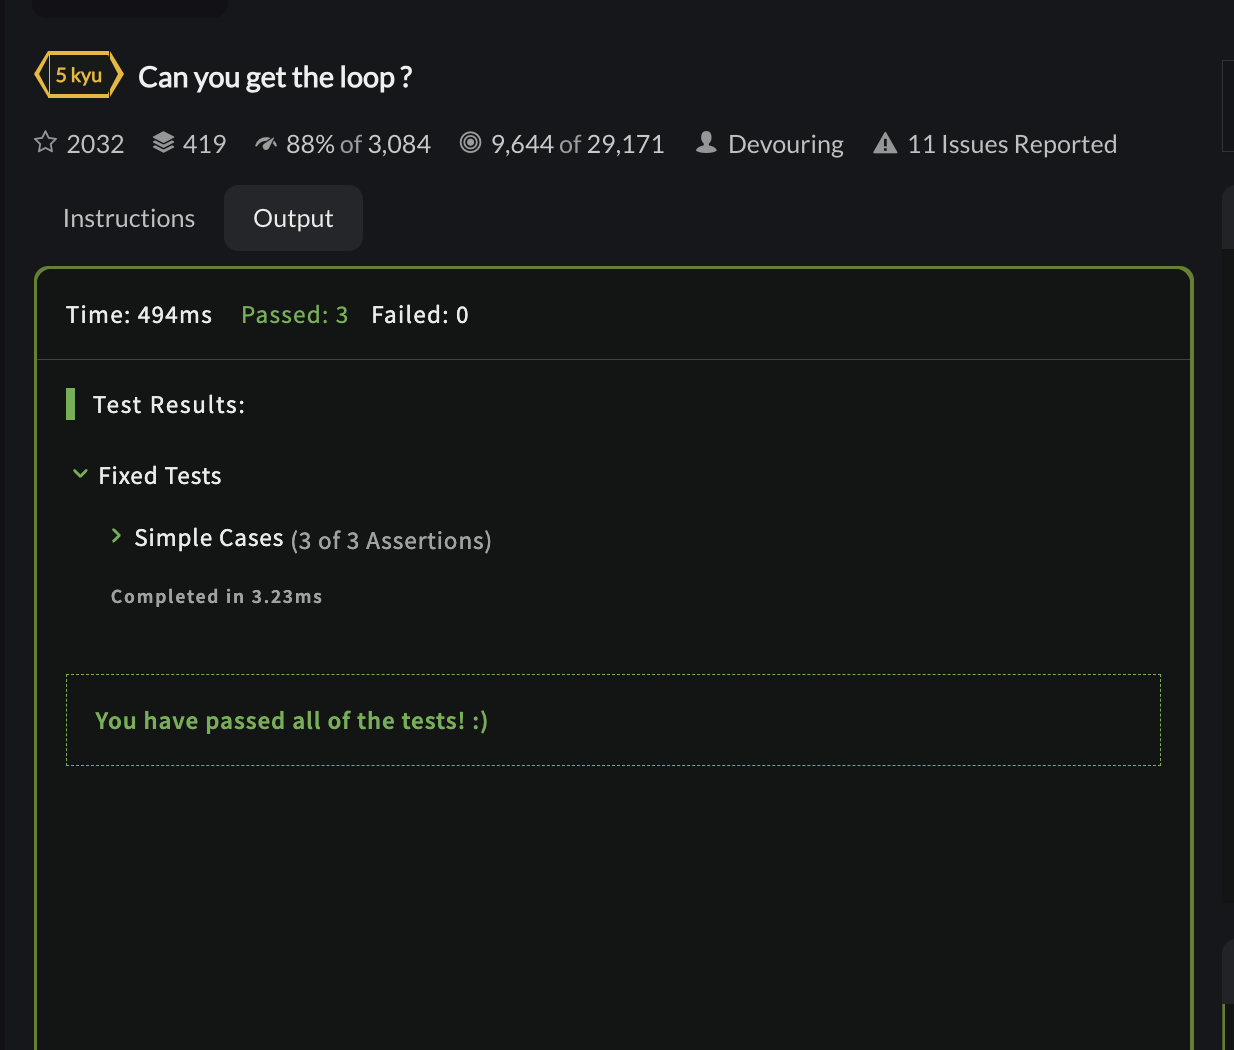 5 kyu Can you get the loop ?
2032 419 88% of 3,084 9,644 of 29,171 Devouring 11 Issues Reported
Instructions Output
Time: 494ms Passed: 3 Failed: 0
Test Results:
Fixed Tests
Simple Cases (3 of 3 Assertions)
Completed in 3.23ms
You have passed all of the tests! :)